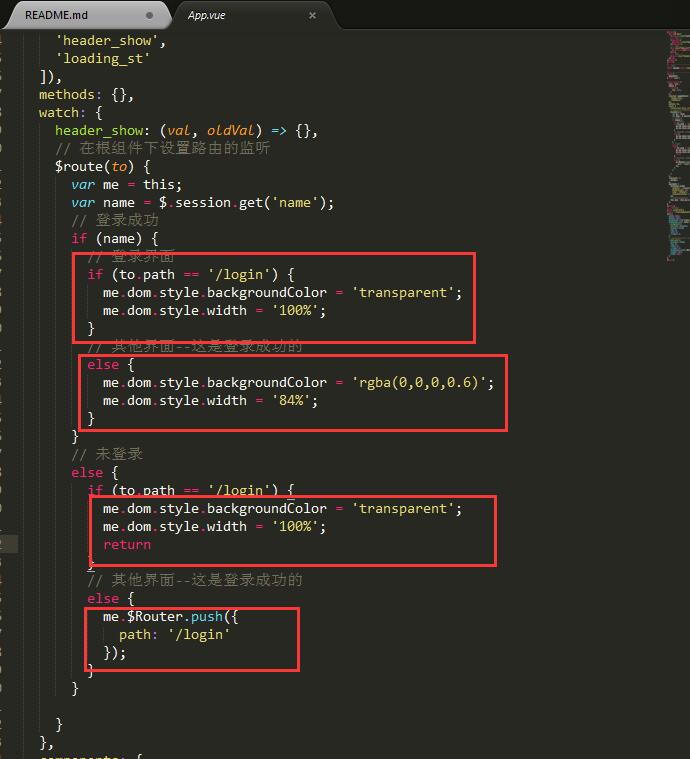 README.md
App.vue
'header_show',
'loading_st'
]),
methods: {},
watch: {
header_show: (val, oldVal) => {},
// 在根组件下设置路由的监听
$route(to) {
var me = this;
var name = $.session.get('name');
// 登录成功
if (name) {
// 登录界面
if (to.path == '/login') {
me.dom.style.backgroundColor = 'transparent';
me.dom.style.width = '100%';
}
// 其他界面--这是登录成功的
else {
me.dom.style.backgroundColor = 'rgba(0,0,0,0.6)';
me.dom.style.width = '84%';
}
}
// 未登录
else {
if (to.path == '/login') {
me.dom.style.backgroundColor = 'transparent';
me.dom.style.width = '100%';
return
}
// 其他界面--这是登录成功的
else {
me.$Router.push({
path: '/login'
});
}
}
}
},
components: {